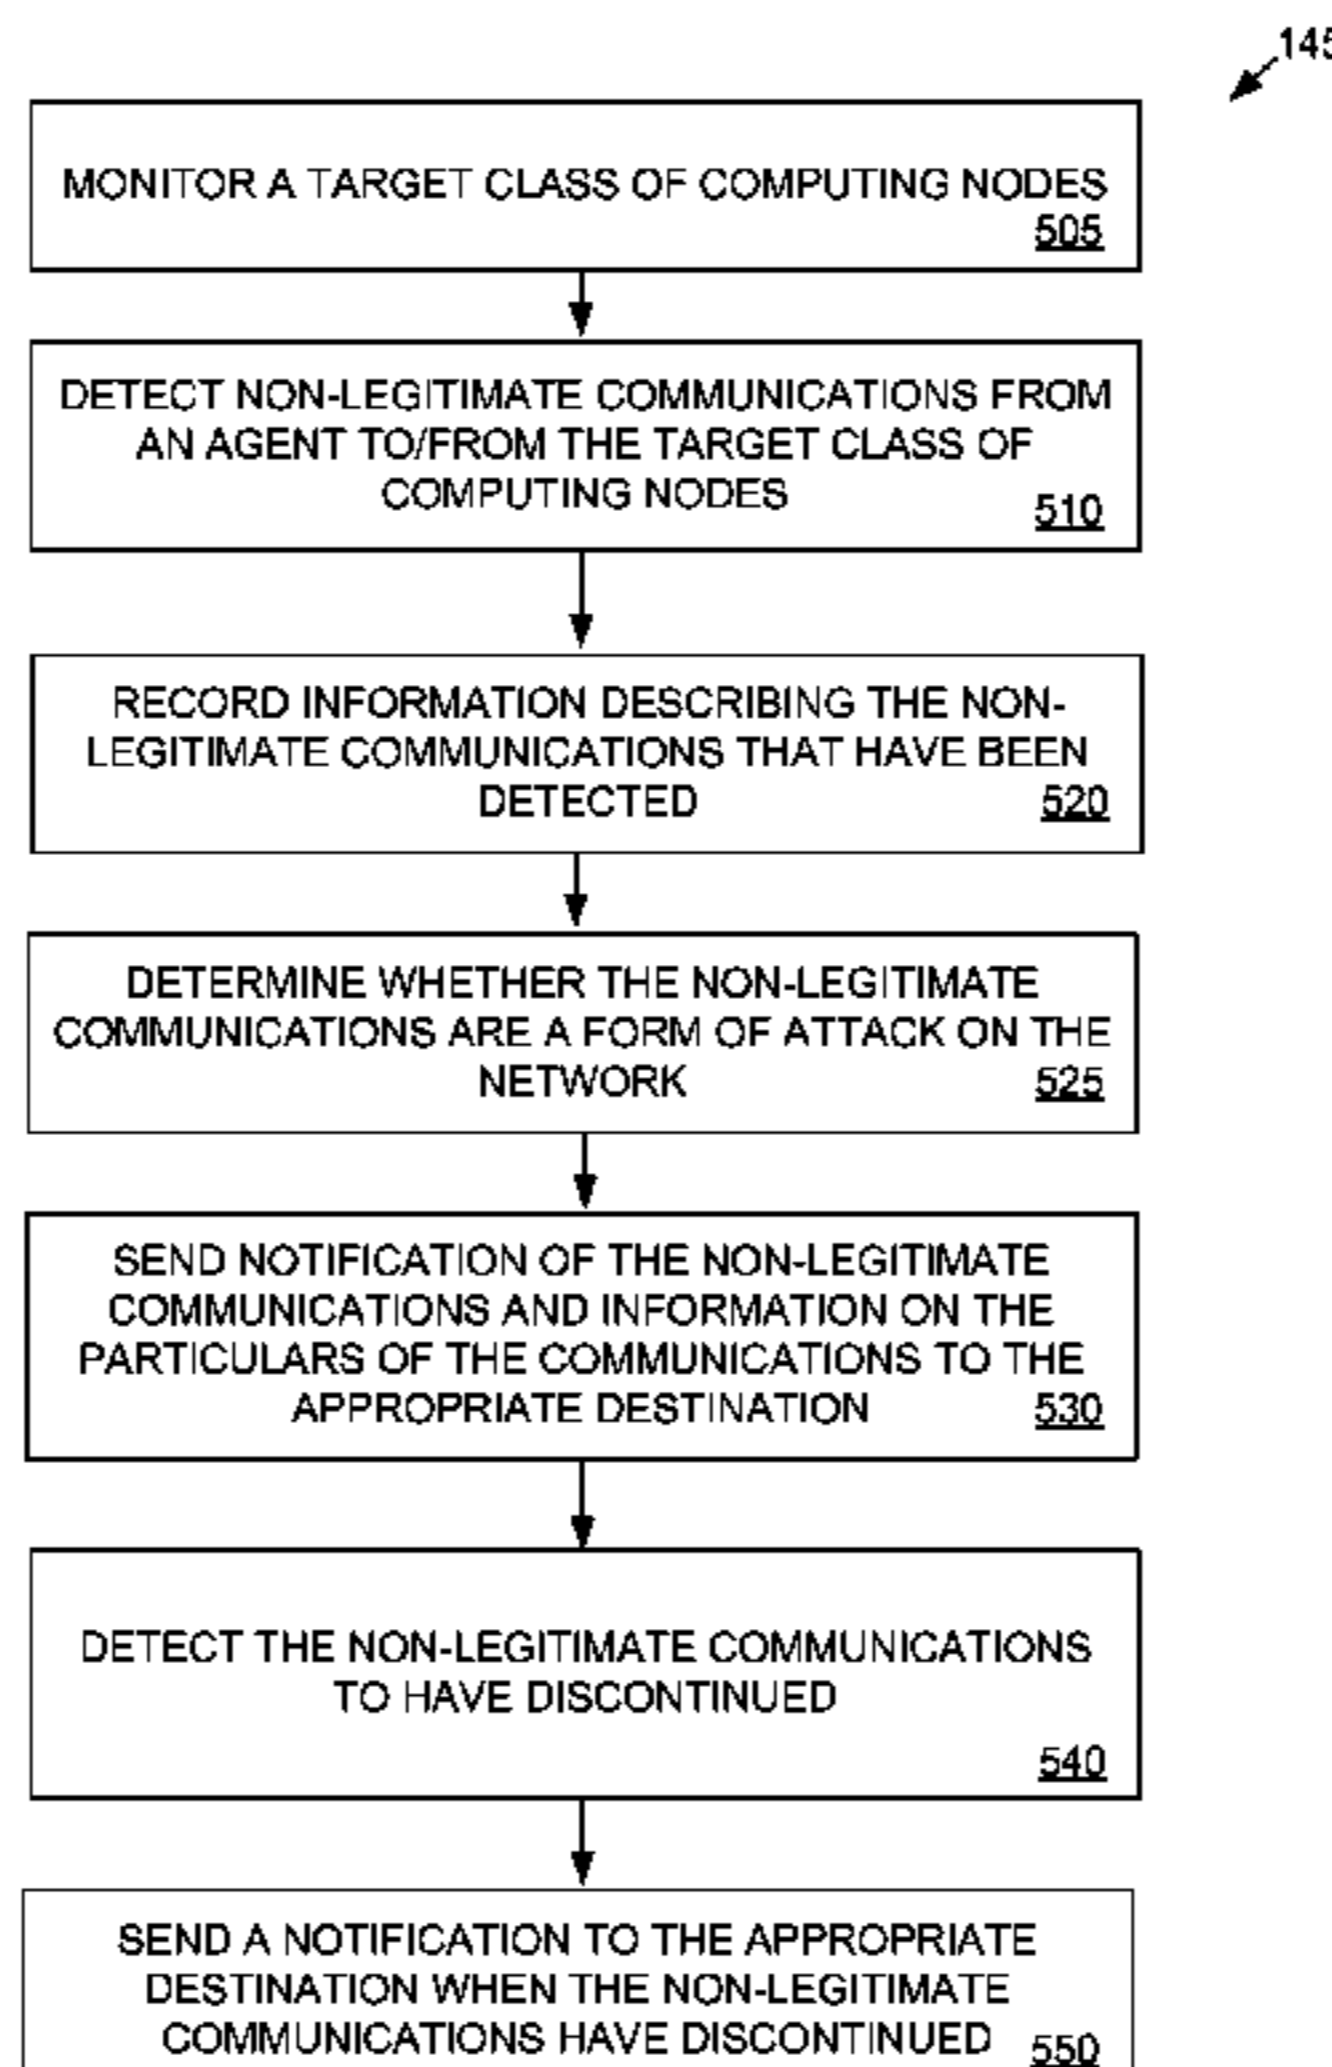 145
MONITOR A TARGET CLASS OF COMPUTING NODES
505
DETECT NON-LEGITIMATE COMMUNICATIONS FROM
AN AGENT TO/FROM THE TARGET CLASS OF
COMPUTING NODES
510
RECORD INFORMATION DESCRIBING THE NON-
LEGITIMATE COMMUNICATIONS THAT HAVE BEEN
DETECTED
520
DETERMINE WHETHER THE NON-LEGITIMATE
COMMUNICATIONS ARE A FORM OF ATTACK ON THE
NETWORK
525
SEND NOTIFICATION OF THE NON-LEGITIMATE
COMMUNICATIONS AND INFORMATION ON THE
PARTICULARS OF THE COMMUNICATIONS TO THE
APPROPRIATE DESTINATION
530
DETECT THE NON-LEGITIMATE COMMUNICATIONS
TO HAVE DISCONTINUED
540
SEND A NOTIFICATION TO THE APPROPRIATE
DESTINATION WHEN THE NON-LEGITIMATE
COMMUNICATIONS HAVE DISCONTINUED
550